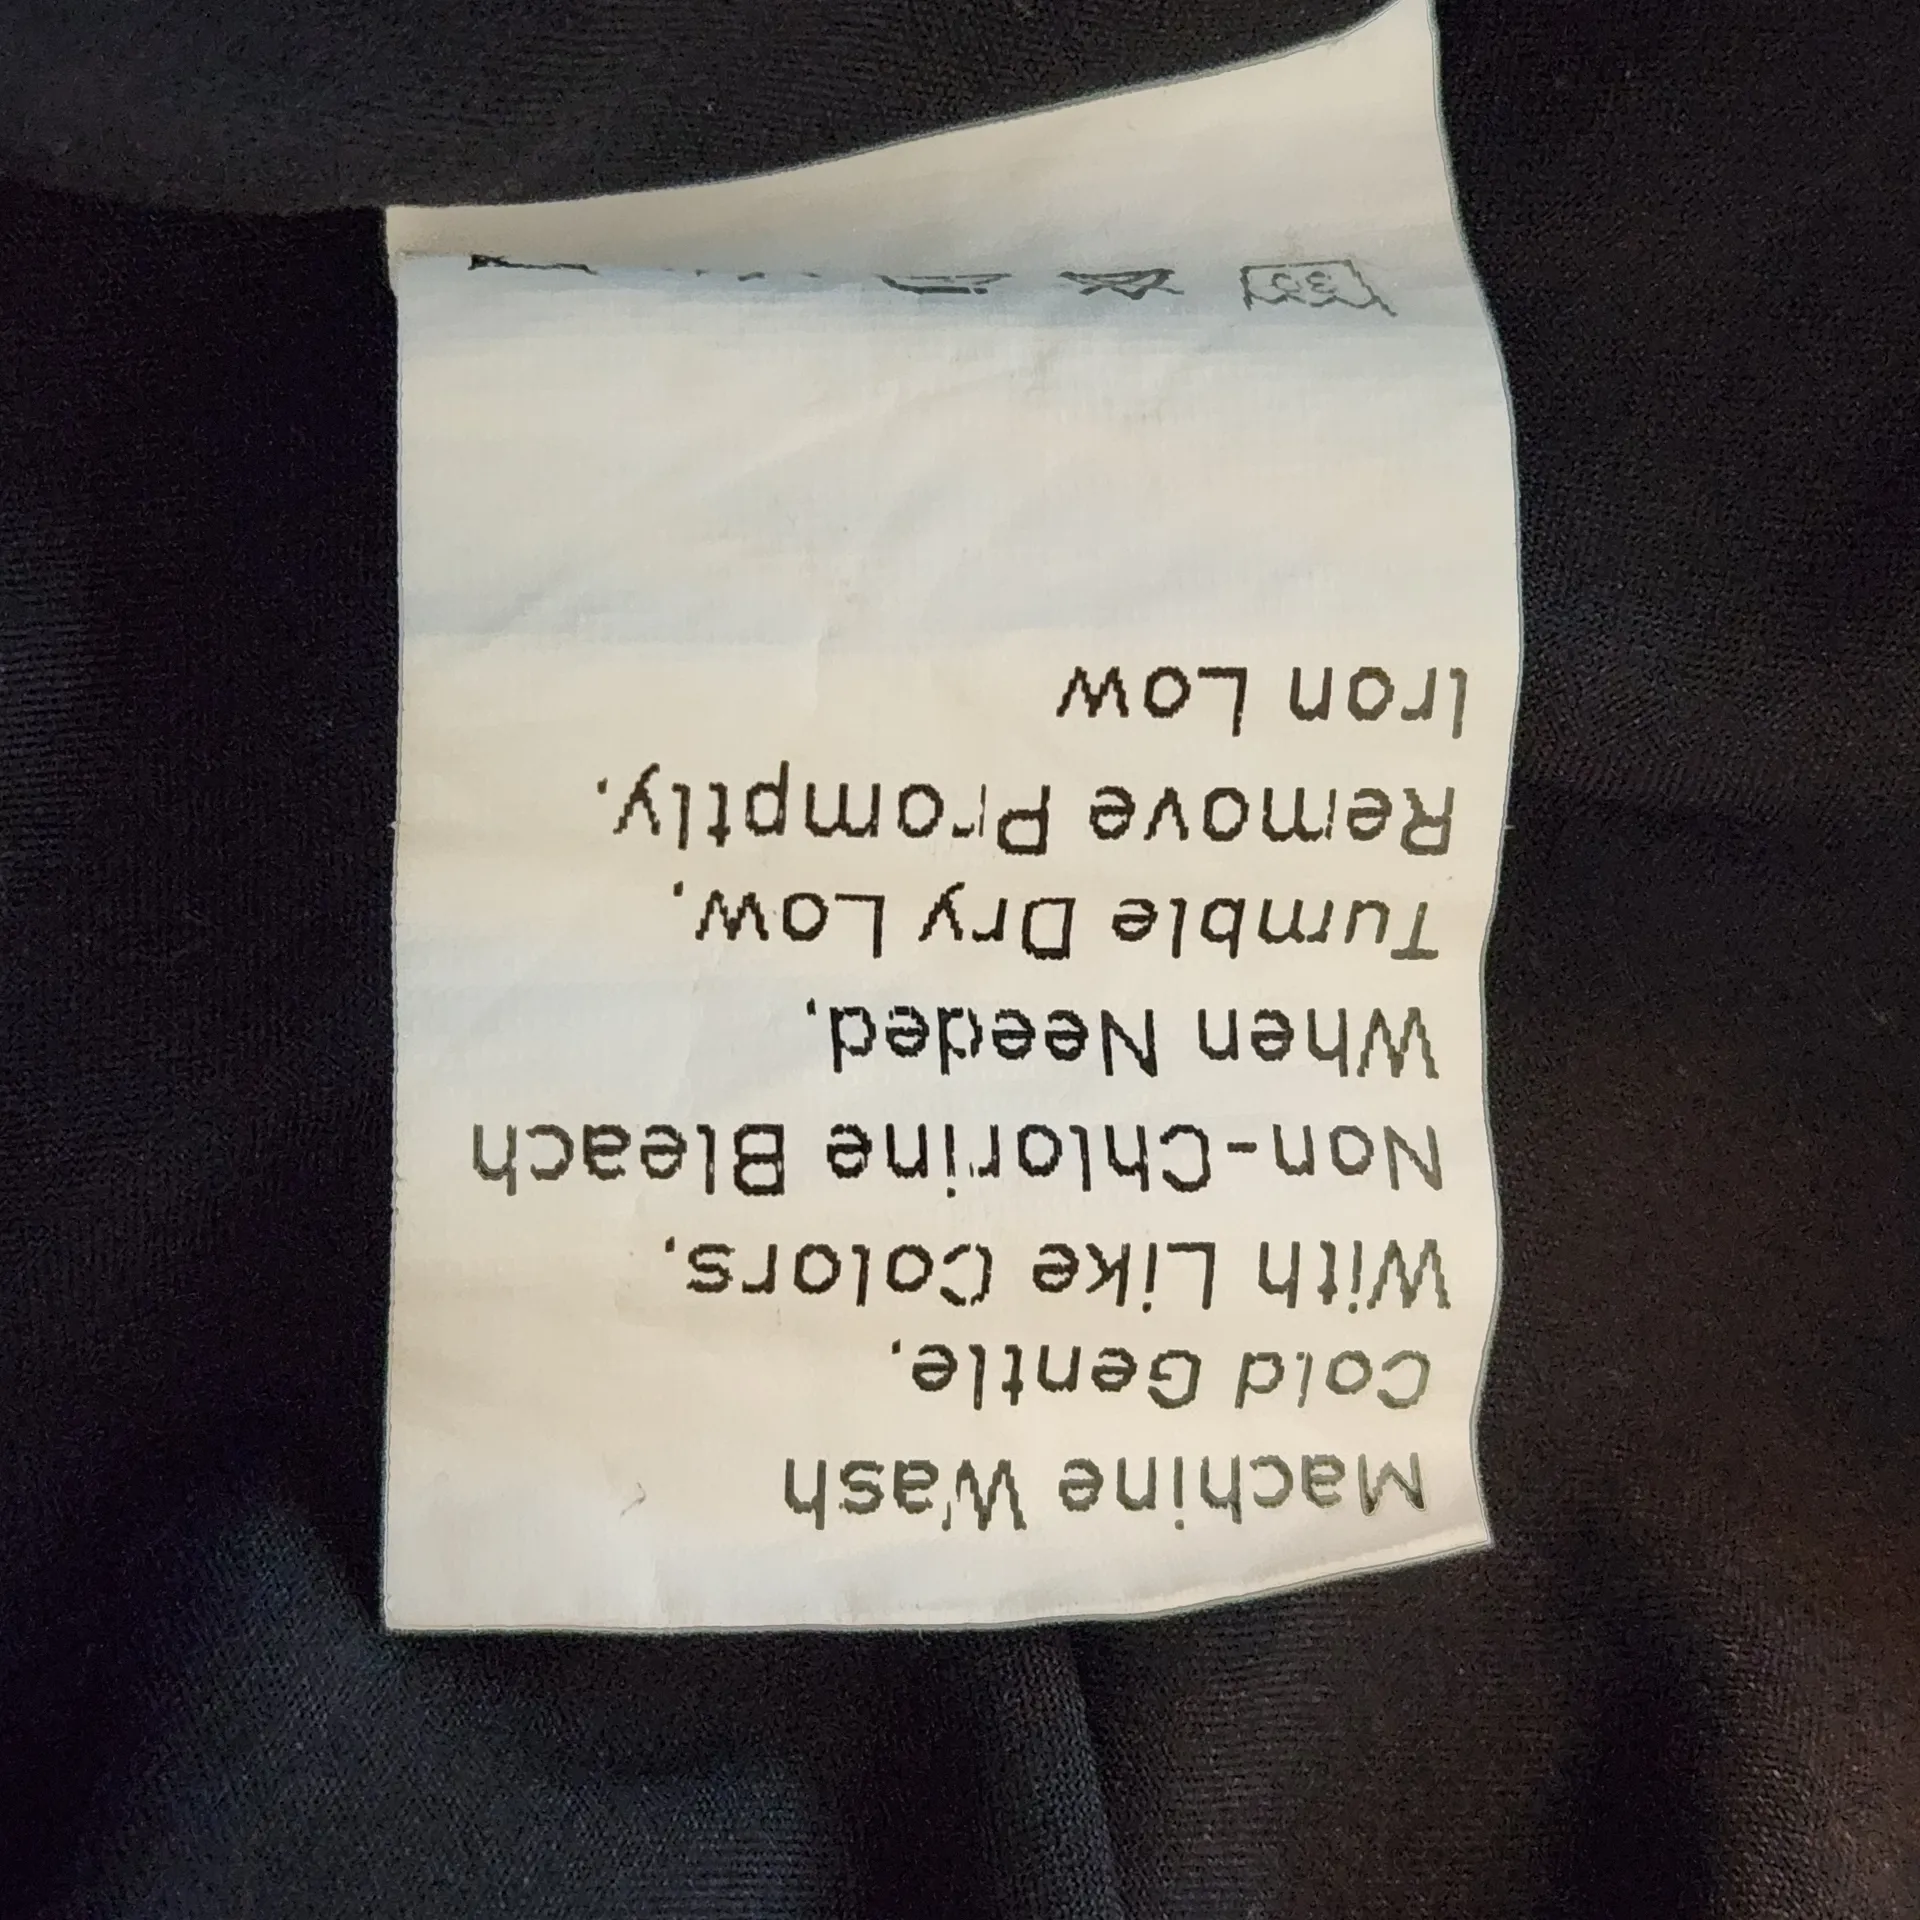 Machine Wash
Cold Gentle,
With Like Colors,
Non-Chlorine Bleach
When Needed,
Tumble Dry Low,
Remove Promptly.
Iron Low
30